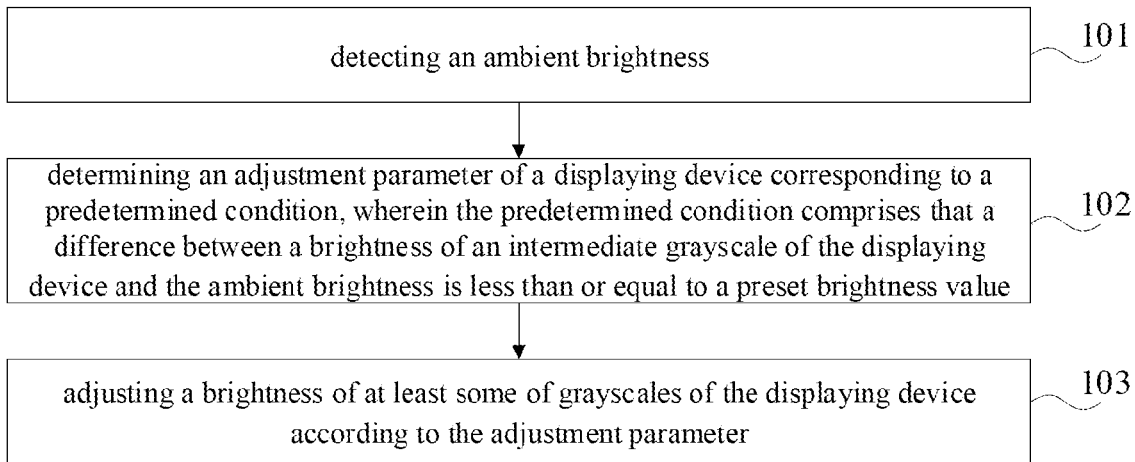 detecting an ambient brightness
101
determining an adjustment parameter of a displaying device corresponding to a
predetermined condition, wherein the predetermined condition comprises that a
difference between a brightness of an intermediate grayscale of the displaying
device and the ambient brightness is less than or equal to a preset brightness value
102
adjusting a brightness of at least some of grayscales of the displaying device
according to the adjustment parameter
103